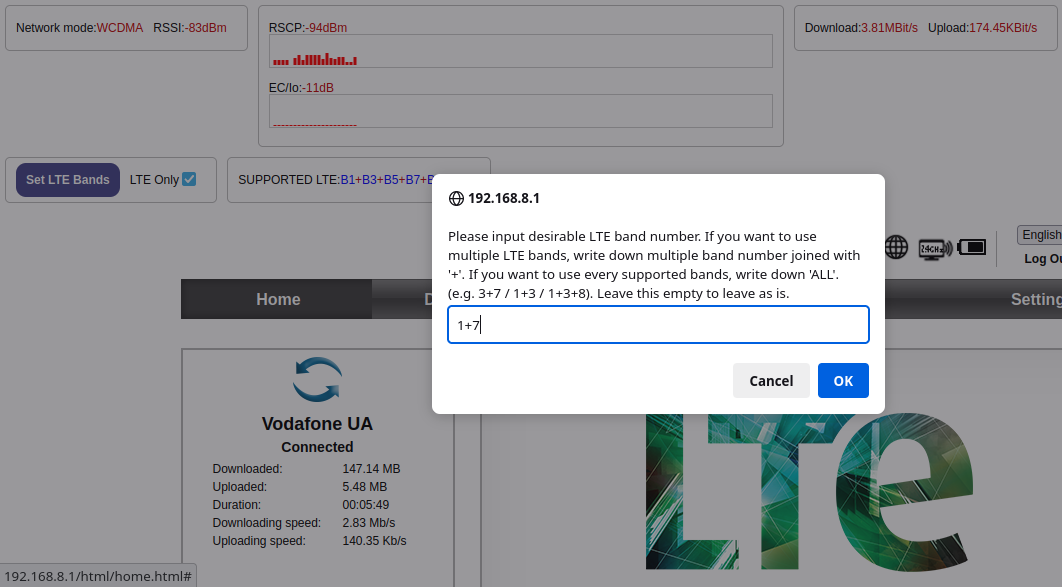 Network mode:WCDMA RSSI:-83dBm
RSCP:-94dBm
EC/Io:-11dB
Download:3.81MBit/s Upload:174.45KBit/s
Set LTE Bands LTE Only
SUPPORTED LTE:B1+B3+B5+B7+
192.168.8.1
Please input desirable LTE band number. If you want to use
multiple LTE bands, write down multiple band number joined with
'+'. If you want to use every supported bands, write down 'ALL'.
(e.g. 3+7 / 1+3 / 1+3+8). Leave this empty to leave as is.
1+7
Cancel OK
English
Log
Home
Vodafone UA
Connected
Downloaded: 147.14 MB
Uploaded: 5.48 MB
Duration: 00:05:49
Downloading speed: 2.83 Mb/s
Uploading speed: 140.35 Kb/s
LTE
192.168.8.1/html/home.html#